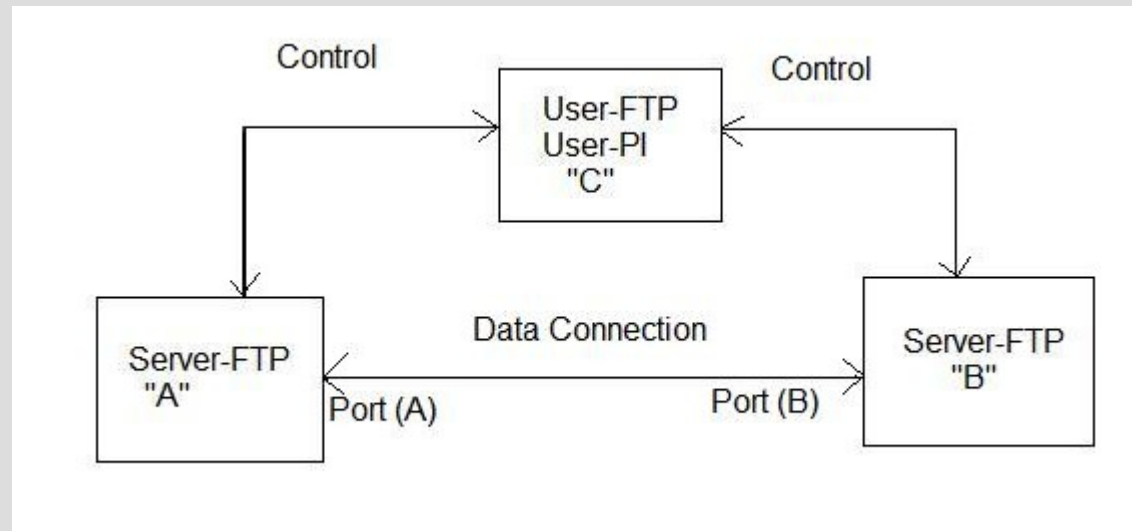 Control
Control
User-FTP
User-PI
"C"
Data Connection
Server-FTP
"A"
Server-FTP
"B"
Port (A)
Port (B)